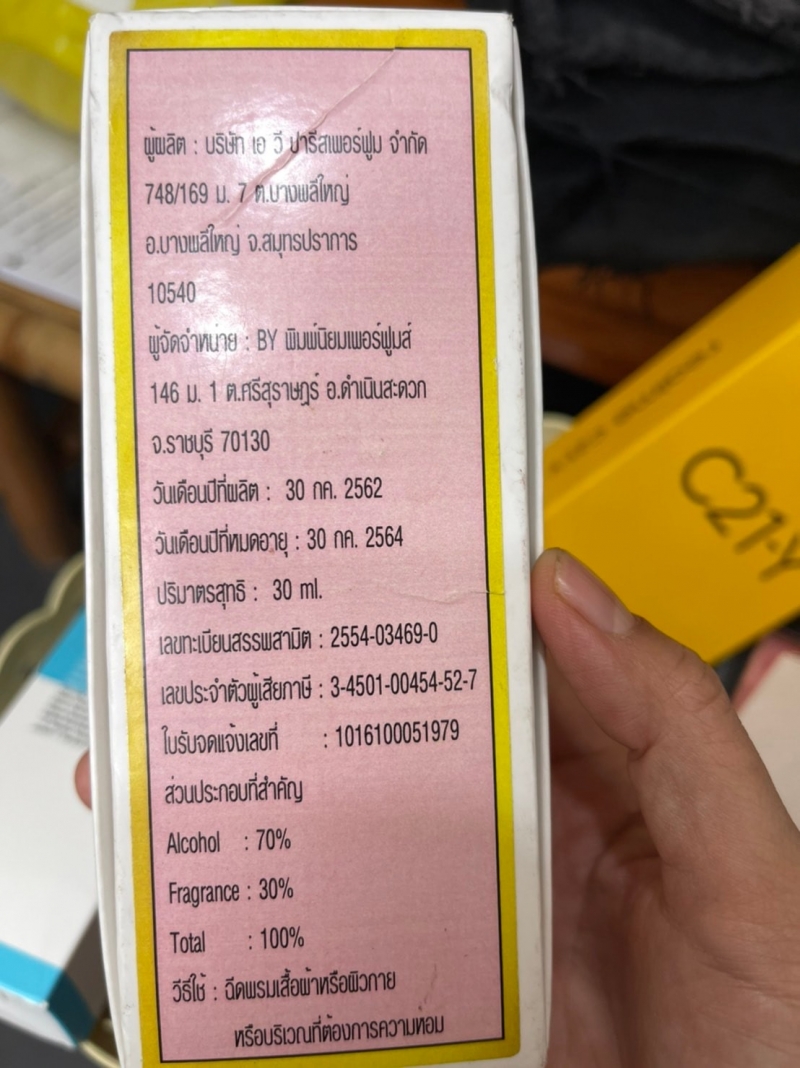 ผู้ผลิต : บริษัท เอ วี ปารีสเพอร์ฟูม จำกัด
748/169 ม. 7 ต.บางพลีใหญ่
อ.บางพลีใหญ่ จ.สมุทรปราการ
10540
ผู้จัดจำหน่าย : BY พิมพ์นิยมเพอร์ฟูมส์
146 ม. 1 ต.ศรีสุราษฎร์ อ.ดำเนินสะดวก
จ.ราชบุรี 70130
วันเดือนปีที่ผลิต : 30 กค. 2562
วันเดือนปีที่หมดอายุ : 30 กค. 2564
ปริมาตรสุทธิ : 30 ml.
เลขทะเบียนสรรพสามิต : 2554-03469-0
เลขประจำตัวผู้เสียภาษี : 3-4501-00454-52-7
ใบรับจดแจ้งเลขที่ : 1016100051979
ส่วนประกอบที่สำคัญ
Alcohol : 70%
Fragrance : 30%
Total : 100%
วิธีใช้ : ฉีดพรมเสื้อผ้าหรือผิวกาย
หรือบริเวณที่ต้องการความหอม
C21-Y